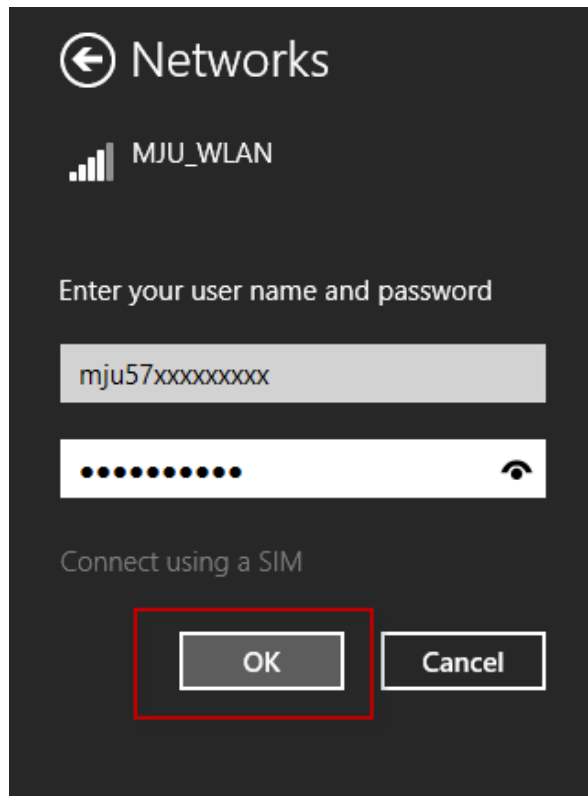 Networks
MJU_WLAN
Enter your user name and password
mju57xxxxxxxxx
●●●●●●●●●●
Connect using a SIM
OK
Cancel